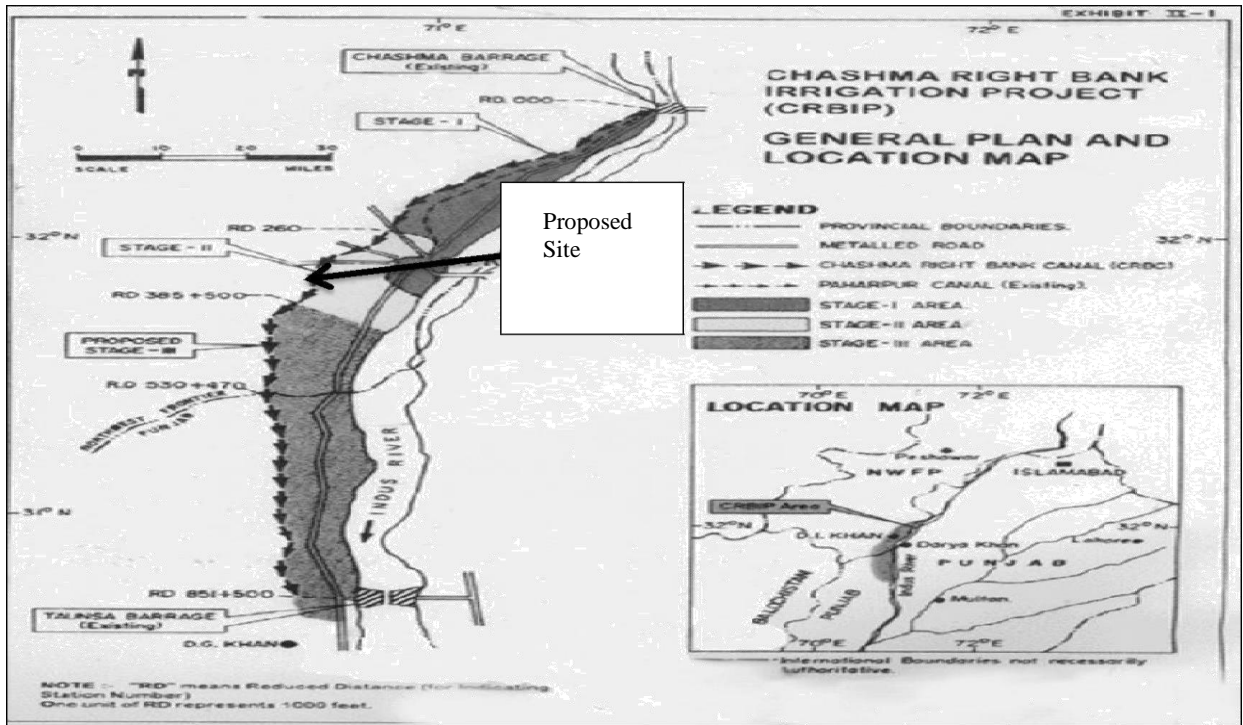 EXHIBIT II-1
71° E
72° E
CHASHMA BARRAGE
(Existing)
RD. 000
STAGE-I
N
0 10 20 30
SCALE MILES
CHASHMA RIGHT BANK
IRRIGATION PROJECT
(CRBIP)
GENERAL PLAN AND
LOCATION MAP
Proposed
Site
LEGEND
PROVINCIAL BOUNDARIES.
METALLED ROAD
CHASHMA RIGHT BANK CANAL (CRBC)
PAHARPUR CANAL (Existing)
STAGE-I AREA
STAGE-II AREA
STAGE-III AREA
32° N
32° N
RD 260
STAGE-II
RD 385+500
PROPOSED
STAGE-III
R.D 530+470
NORTHWEST FRONTIER
PUNJAB
INDUS RIVER
31° N
RD 851+500
TAUNSA BARRAGE
(Existing)
D.G. KHAN
LOCATION MAP
70° E
72° E
Peshawar
NWFP
ISLAMABAD
CRBIP Area
32° N
32° N
D.I. KHAN
Darya Khan
Lahore
PUNJAB
BALUCHISTAN
PUNJAB
Indus River
Multan
70° E
72° E
International Boundaries not necessarily
authoritative.
NOTE :- "RD" means Reduced Distance (for Indicating
Station Number)
One unit of RD represents 1000 feet.